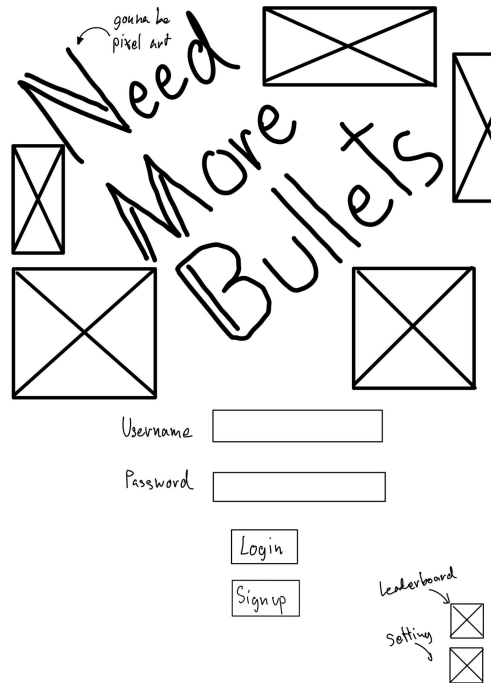 gonna be
pixel art
Need
More
Bullets
Username
Password
Login
Signup
Leaderboard
Setting